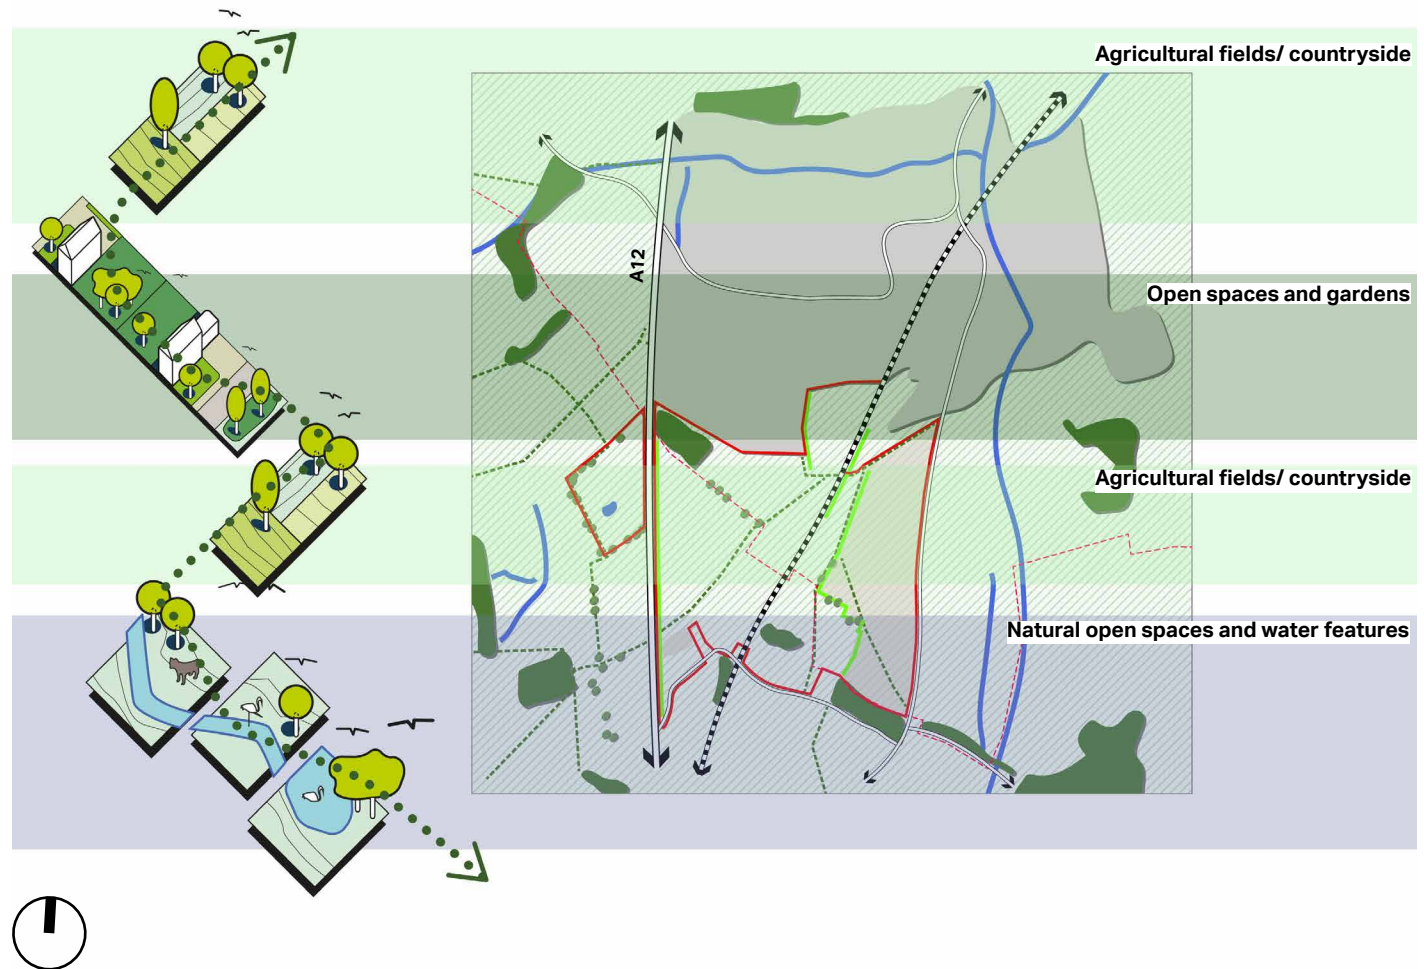 Agricultural fields/ countryside
A12
Open spaces and gardens
Agricultural fields/ countryside
Natural open spaces and water features